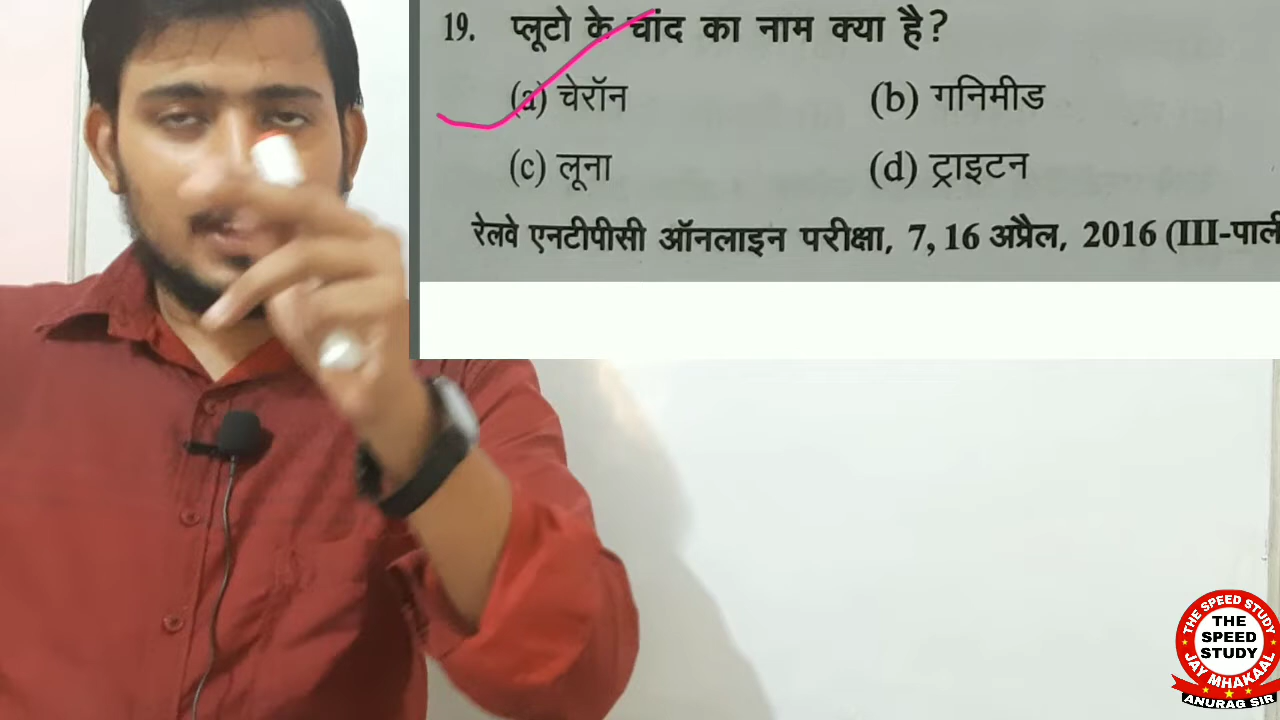 19. प्लूटो के चांद का नाम क्या है?
(a) चेरॉन (b) गनिमीड
(c) लूना (d) ट्राइटन
रेलवे एनटीपीसी ऑनलाइन परीक्षा, 7, 16 अप्रैल, 2016 (III-पाली
THE SPEED STUDY
THE
SPEED
STUDY
JAY MHAKAAL
ANURAG SIR